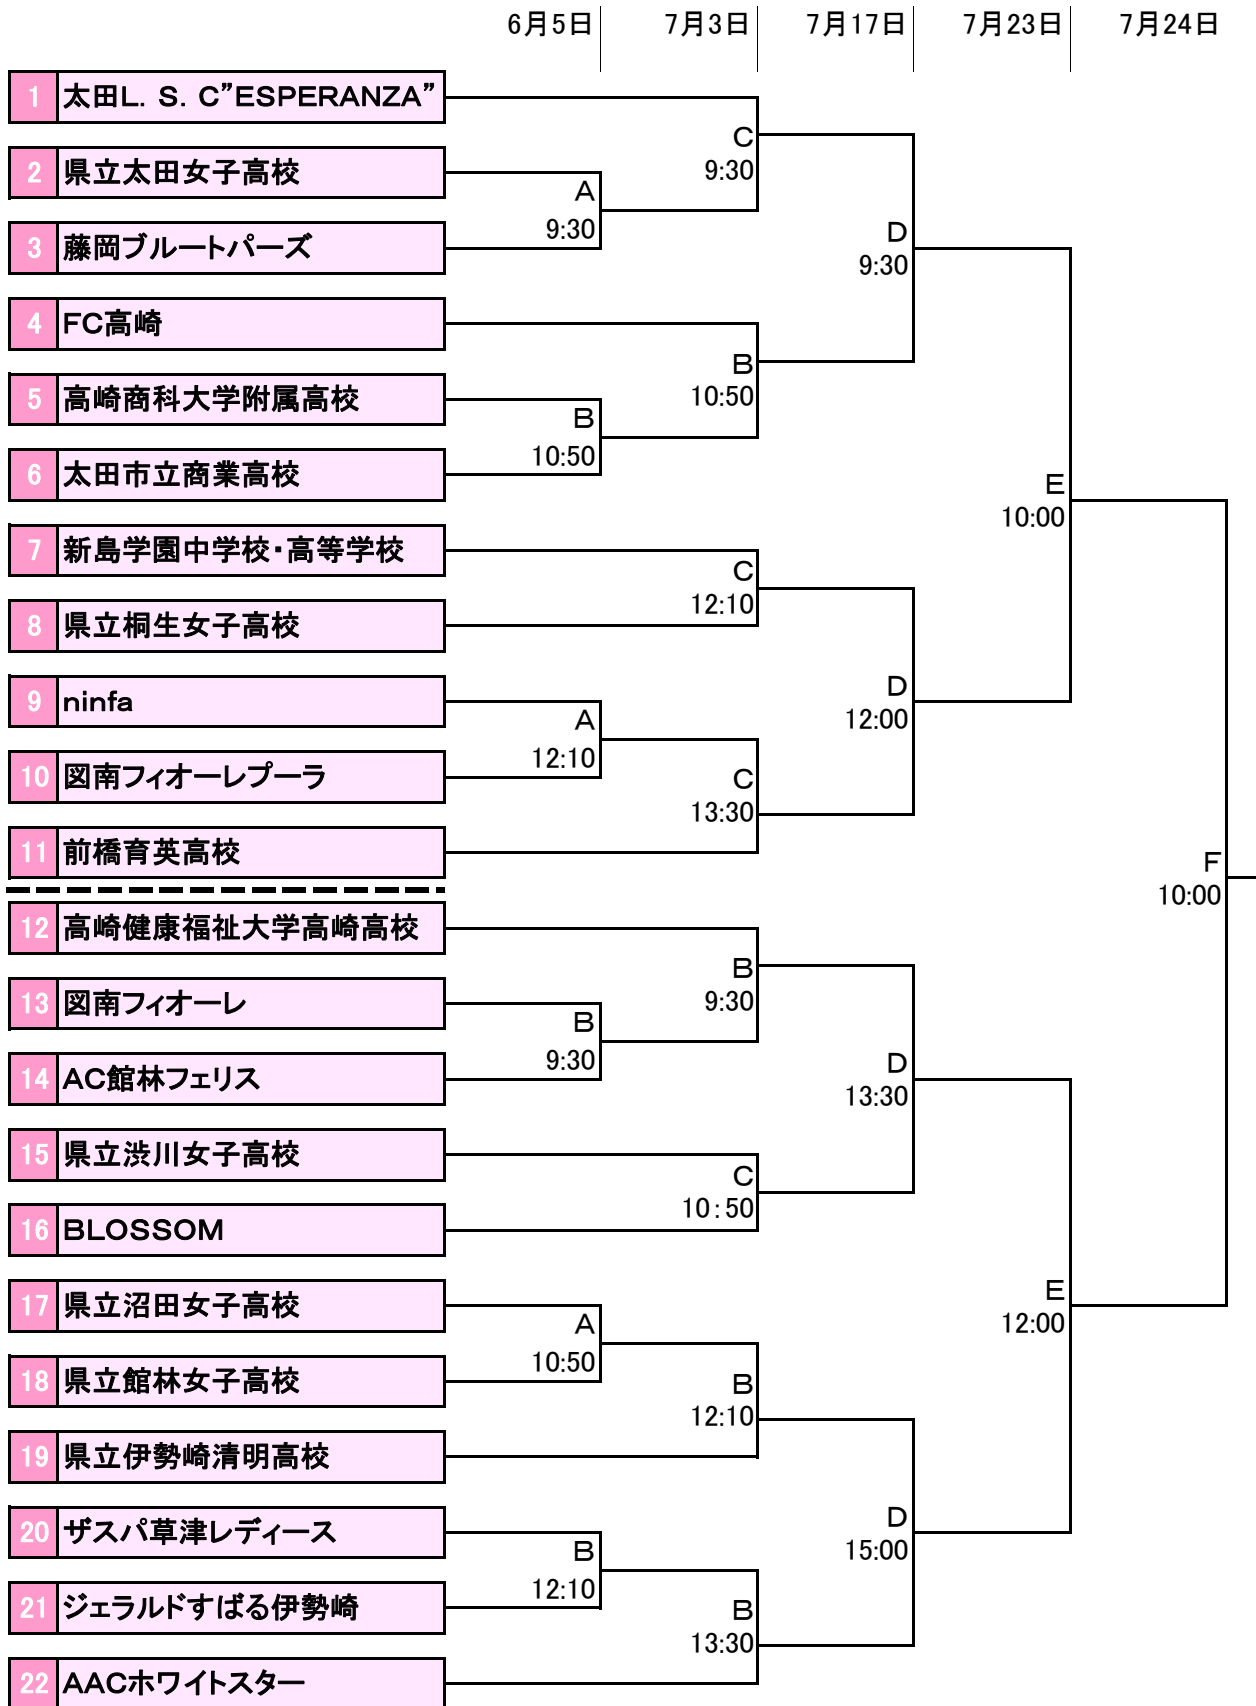 6月5日 7月3日 7月17日 7月23日 7月24日
1 太田L．S．C”ESPERANZA”
C
9:30
2 県立太田女子高校
A
9:30
3 藤岡ブルートパーズ
D
9:30
4 FC高崎
B
10:50
5 高崎商科大学附属高校
B
10:50
6 太田市立商業高校
E
10:00
7 新島学園中学校・高等学校
C
12:10
8 県立桐生女子高校
9 ninfa
D
12:00
A
12:10
10 図南フィオーレプーラ
C
13:30
11 前橋育英高校
F
10:00
12 高崎健康福祉大学高崎高校
B
9:30
13 図南フィオーレ
B
9:30
14 AC館林フェリス
D
13:30
15 県立渋川女子高校
C
10：50
16 BLOSSOM
17 県立沼田女子高校
E
12:00
A
10:50
18 県立館林女子高校
B
12:10
19 県立伊勢崎清明高校
20 ザスパ草津レディース
D
15:00
B
12:10
21 ジェラルドすばる伊勢崎
B
13:30
22 AACホワイトスター